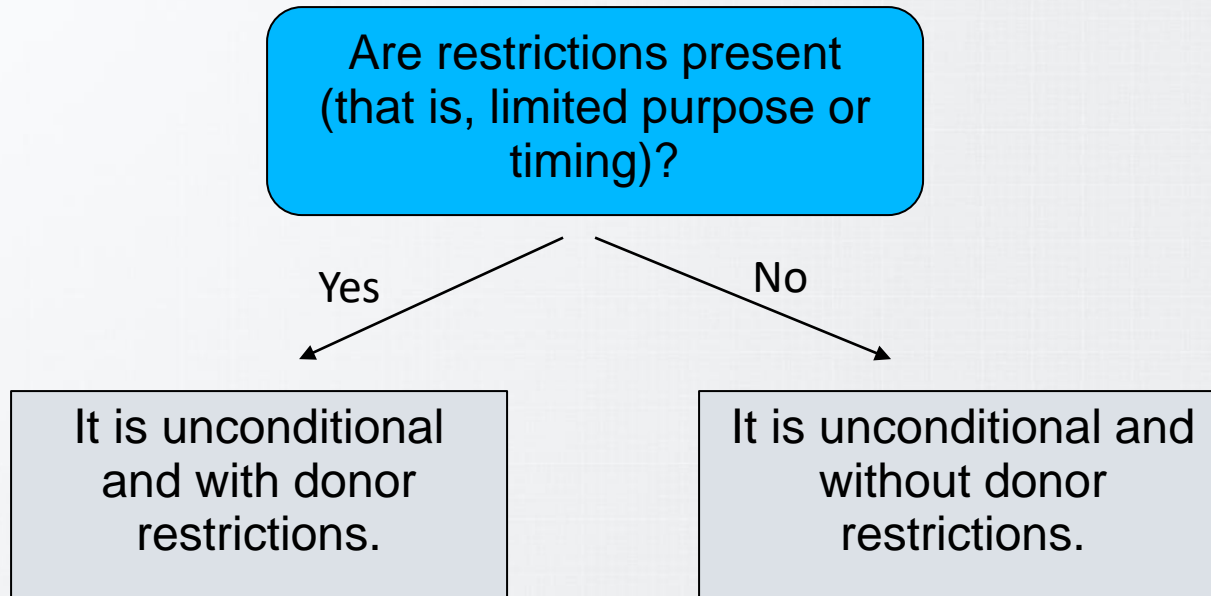 Are restrictions present
(that is, limited purpose or
timing)?
Yes
No
It is unconditional
and with donor
restrictions.
It is unconditional and
without donor
restrictions.